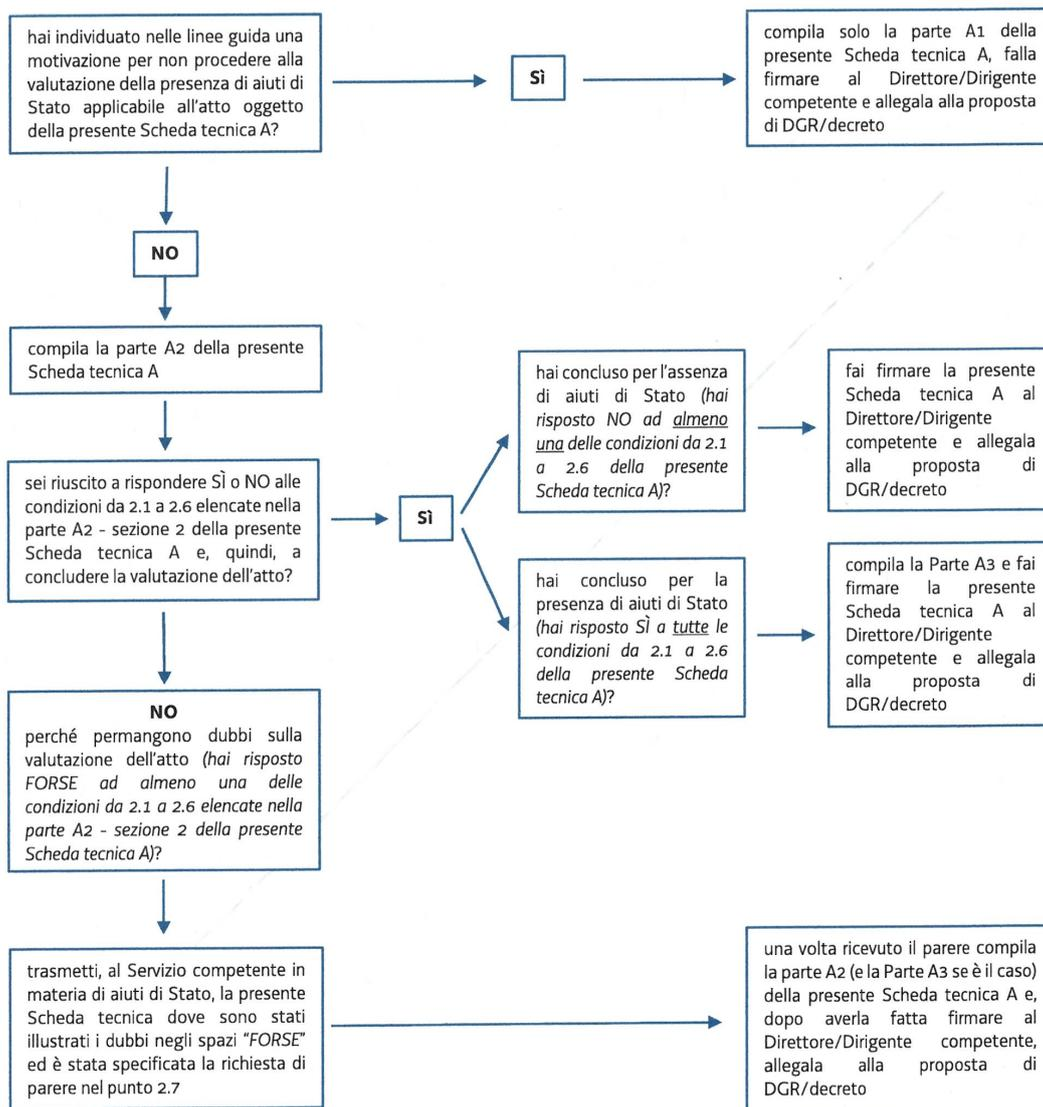 hai individuato nelle linee guida una
motivazione per non procedere alla
valutazione della presenza di aiuti di
Stato applicabile all'atto oggetto
della presente Scheda tecnica A?
SÌ
compila solo la parte A1 della
presente Scheda tecnica A, falla
firmare al Direttore/Dirigente
competente e allegala alla proposta
di DGR/decreto
NO
compila la parte A2 della presente
Scheda tecnica A
sei riuscito a rispondere SÌ o NO alle
condizioni da 2.1 a 2.6 elencate nella
parte A2 - sezione 2 della presente
Scheda tecnica A e, quindi, a
concludere la valutazione dell'atto?
SÌ
hai concluso per l'assenza
di aiuti di Stato (hai
risposto NO ad almeno
una delle condizioni da 2.1
a 2.6 della presente
Scheda tecnica A)?
fai firmare la presente
Scheda tecnica A al
Direttore/Dirigente
competente e allegala
alla proposta di
DGR/decreto
hai concluso per la
presenza di aiuti di Stato
(hai risposto SÌ a tutte le
condizioni da 2.1 a 2.6
della presente Scheda
tecnica A)?
compila la Parte A3 e fai
firmare la presente
Scheda tecnica A al
Direttore/Dirigente
competente e allegala
alla proposta di
DGR/decreto
NO
perché permangono dubbi sulla
valutazione dell'atto (hai risposto
FORSE ad almeno una delle
condizioni da 2.1 a 2.6 elencate nella
parte A2 - sezione 2 della presente
Scheda tecnica A)?
trasmetti, al Servizio competente in
materia di aiuti di Stato, la presente
Scheda tecnica dove sono stati
illustrati i dubbi negli spazi "FORSE"
ed è stata specificata la richiesta di
parere nel punto 2.7
una volta ricevuto il parere compila
la parte A2 (e la Parte A3 se è il caso)
della presente Scheda tecnica A e,
dopo averla fatta firmare al
Direttore/Dirigente competente,
allegala alla proposta di
DGR/decreto